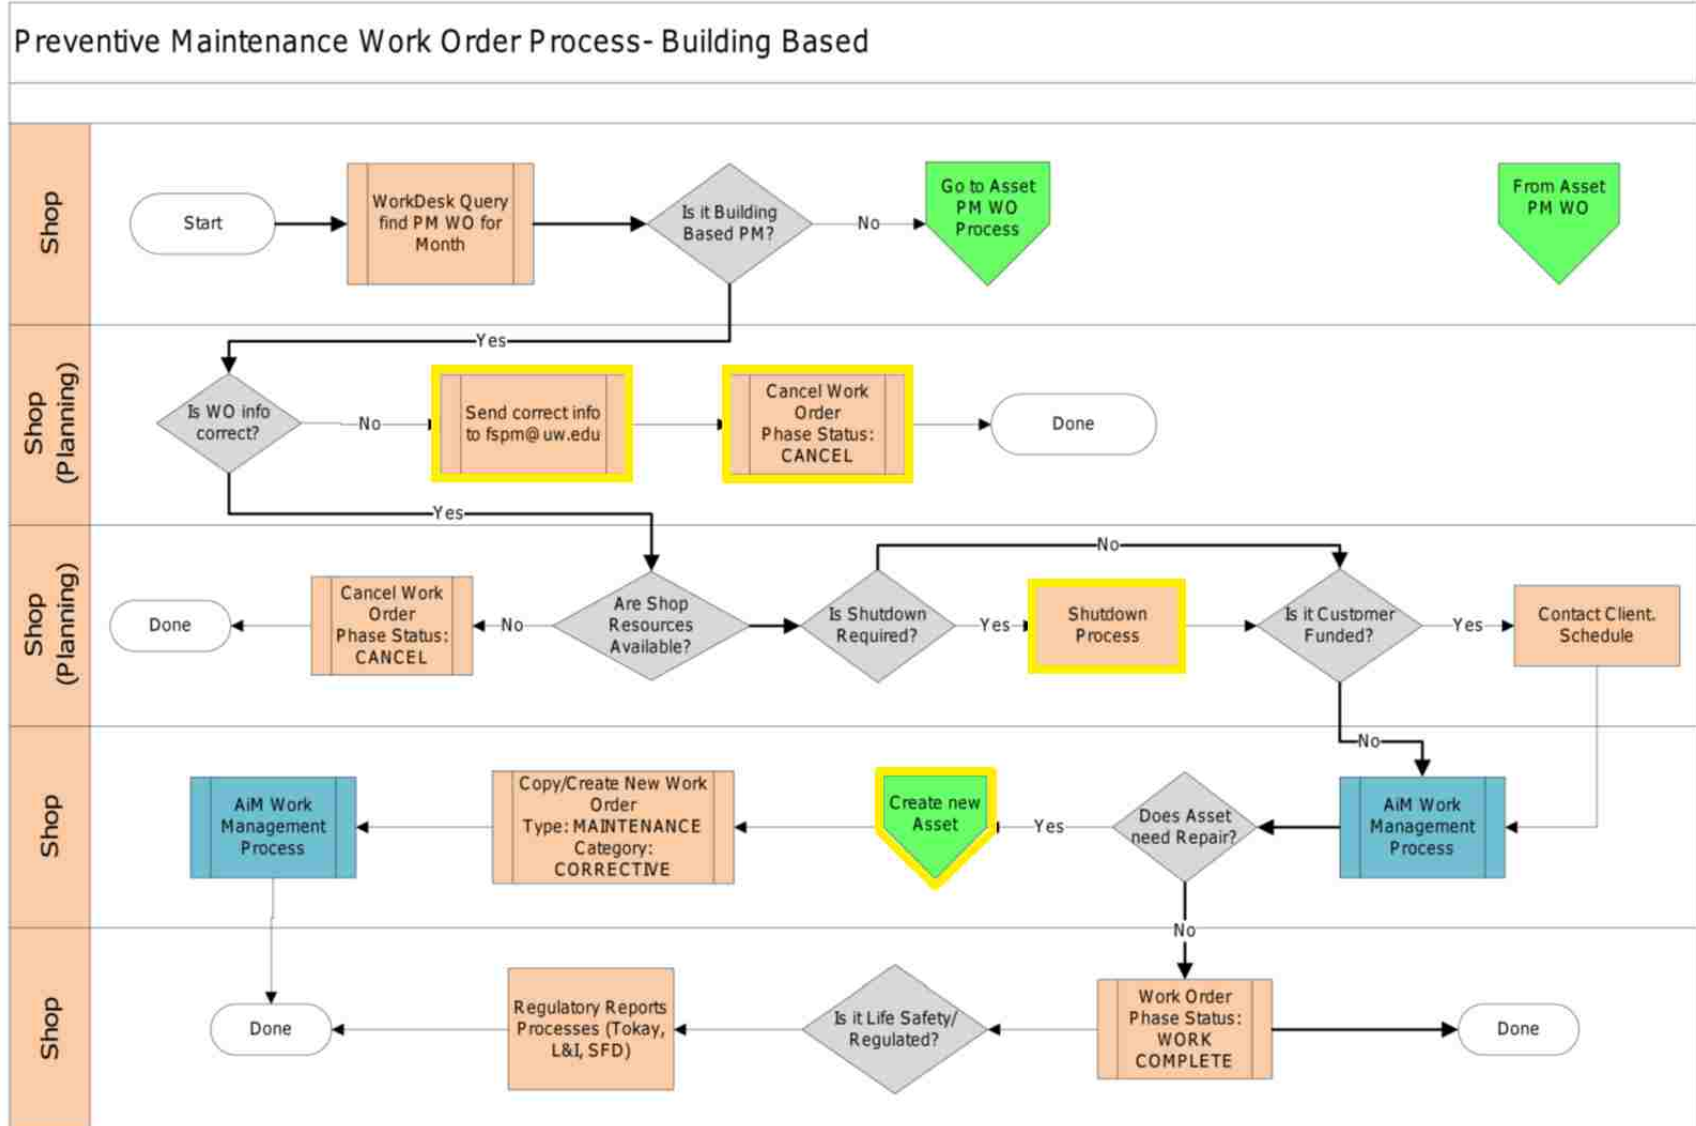 Preventive Maintenance Work Order Process- Building Based
Shop
Start
WorkDesk Query
find PM WO for
Month
Is it Building
Based PM?
No
Go to Asset
PM WO
Process
From Asset
PM WO
Yes
Shop
(Planning)
Is WO info
correct?
No
Send correct info
to fspm@uw.edu
Cancel Work
Order
Phase Status:
CANCEL
Done
Yes
Shop
(Planning)
Done
Cancel Work
Order
Phase Status:
CANCEL
No
Are Shop
Resources
Available?
Is Shutdown
Required?
No
Yes
Shutdown
Process
Is it Customer
Funded?
Yes
Contact Client.
Schedule
No
Shop
AiM Work
Management
Process
Copy/Create New Work
Order
Type: MAINTENANCE
Category:
CORRECTIVE
Create new
Asset
Yes
Does Asset
need Repair?
AiM Work
Management
Process
No
Shop
Done
Regulatory Reports
Processes (Tokay,
L&I, SFD)
Is it Life Safety/
Regulated?
Work Order
Phase Status:
WORK
COMPLETE
Done